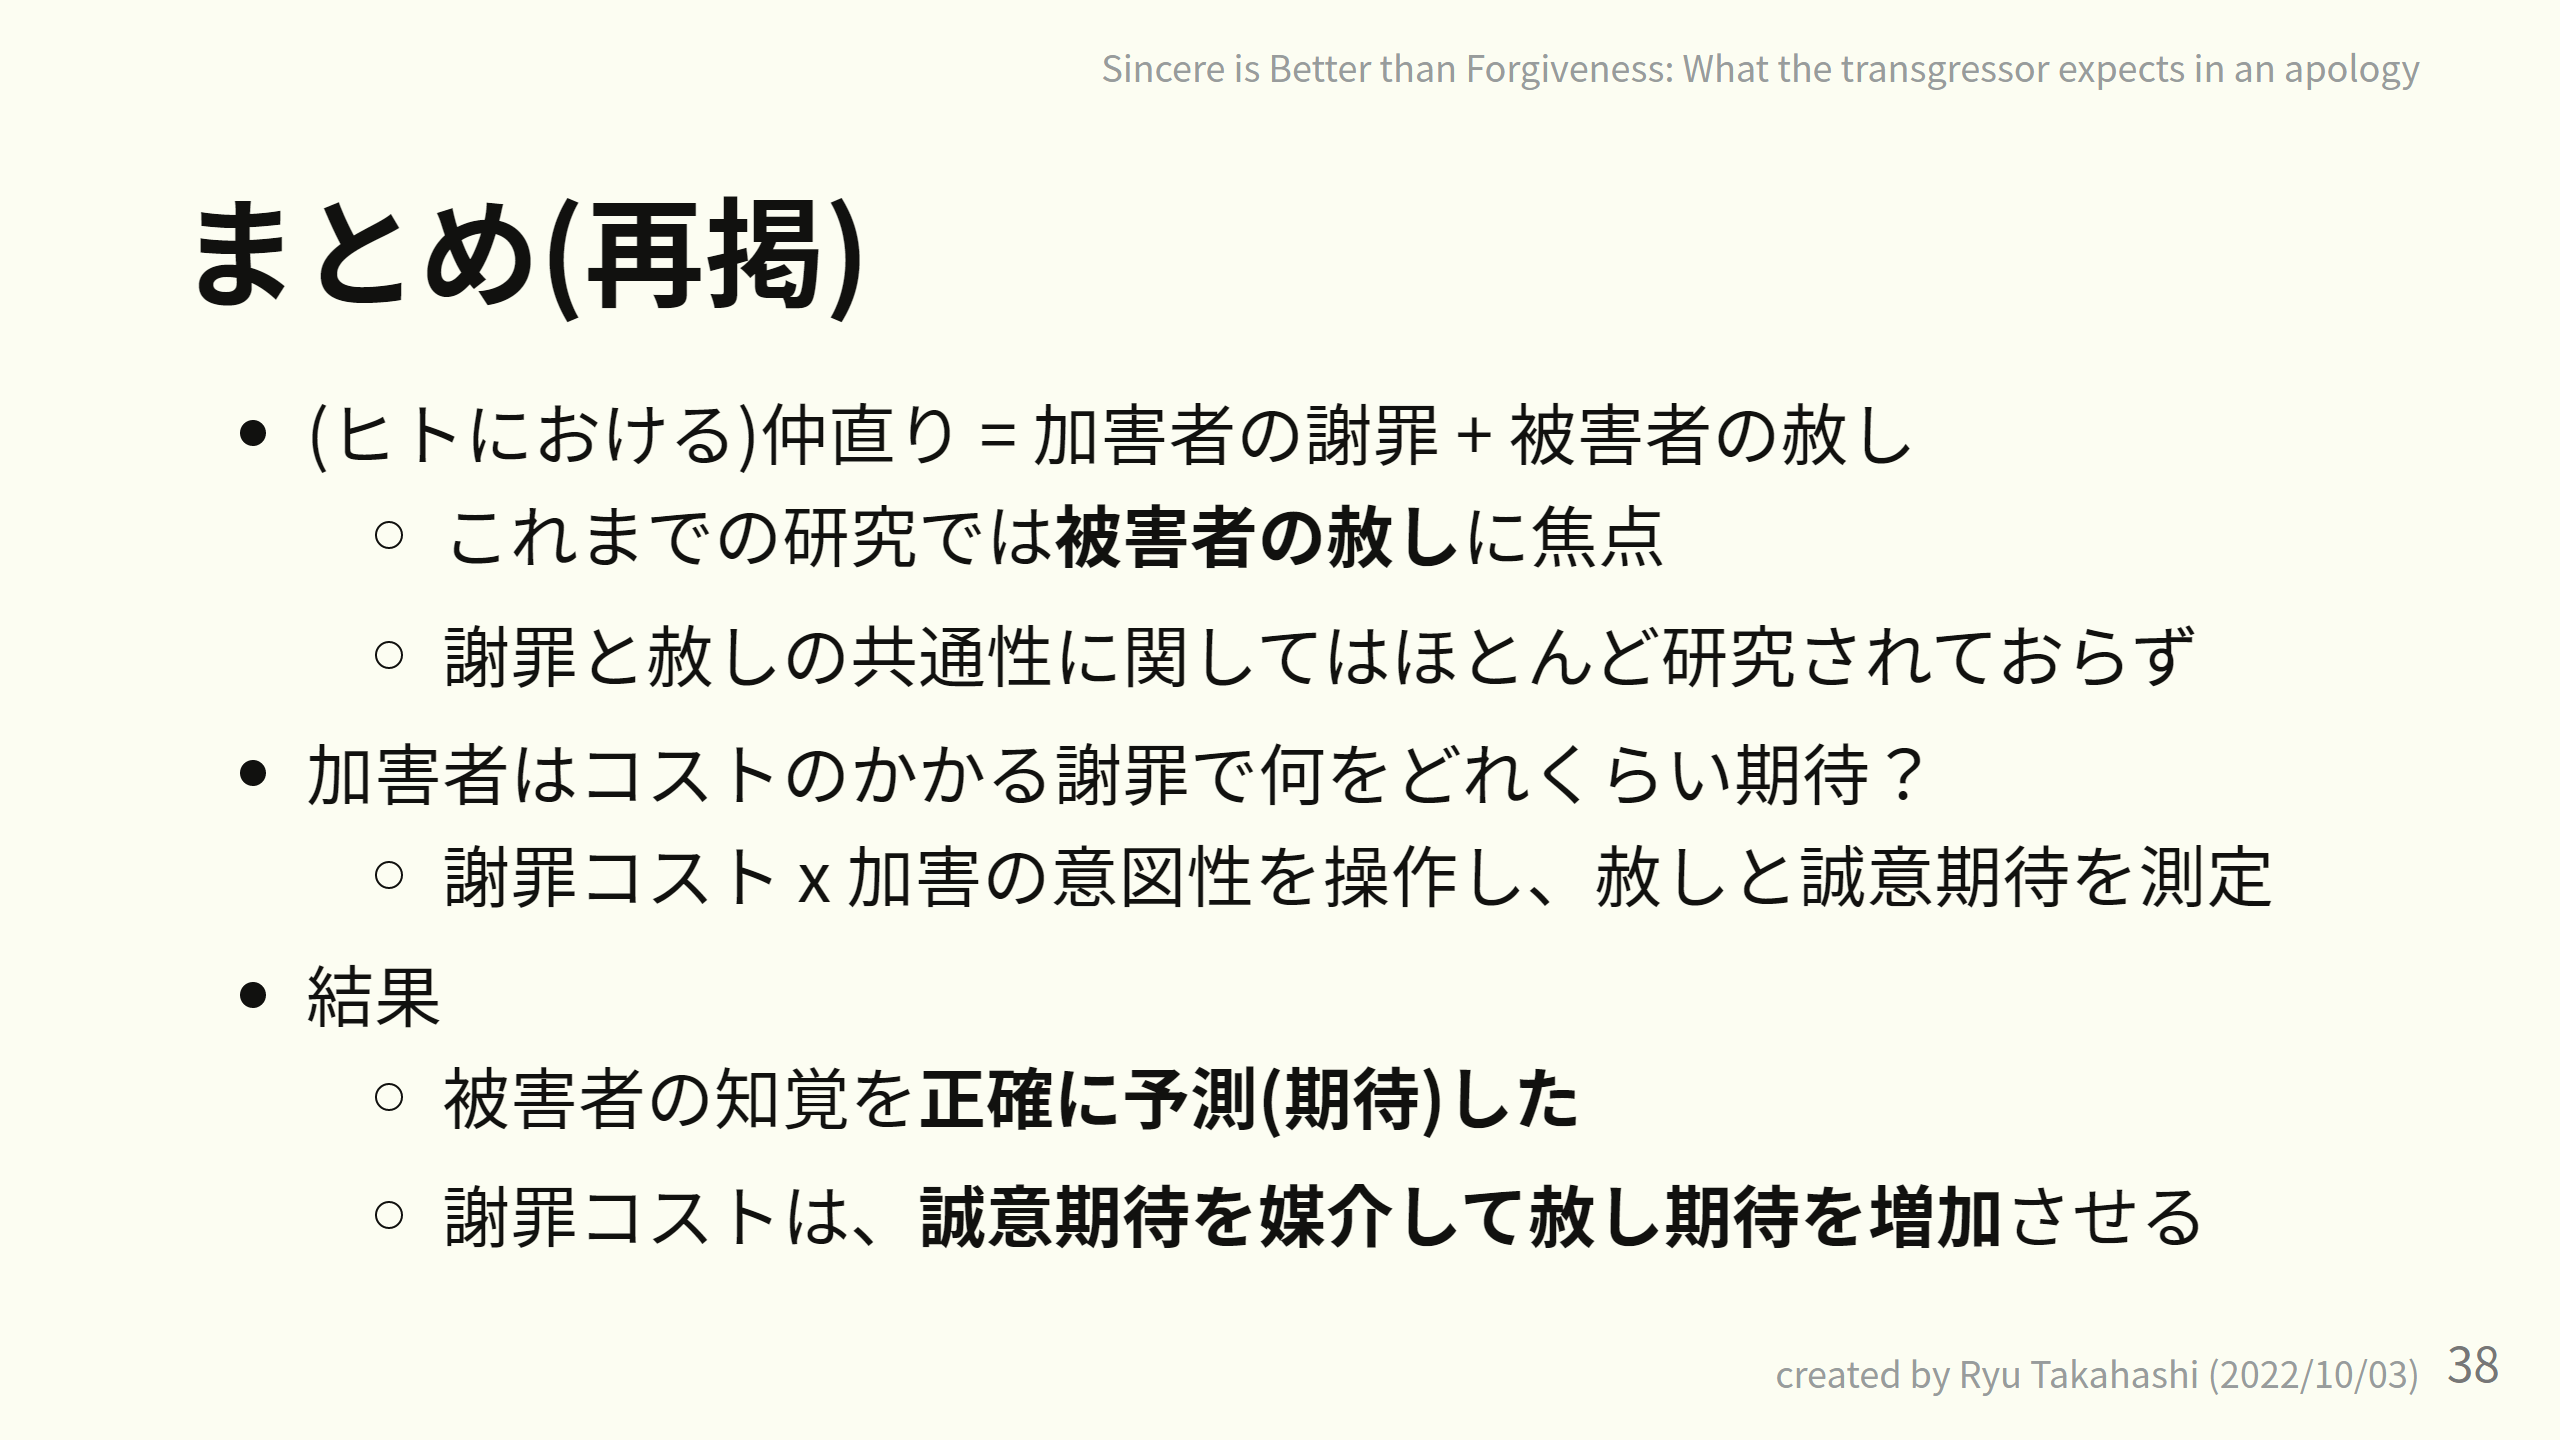 Sincere is Better than Forgiveness: What the transgressor expects in an apology
まとめ(再掲)
(ヒトにおける)仲直り = 加害者の謝罪 + 被害者の赦し
これまでの研究では被害者の赦しに焦点
謝罪と赦しの共通性に関してはほとんど研究されておらず
加害者はコストのかかる謝罪で何をどれくらい期待？
謝罪コスト x 加害の意図性を操作し、赦しと誠意期待を測定
結果
被害者の知覚を正確に予測(期待)した
謝罪コストは、誠意期待を媒介して赦し期待を増加させる
created by Ryu Takahashi (2022/10/03)
38